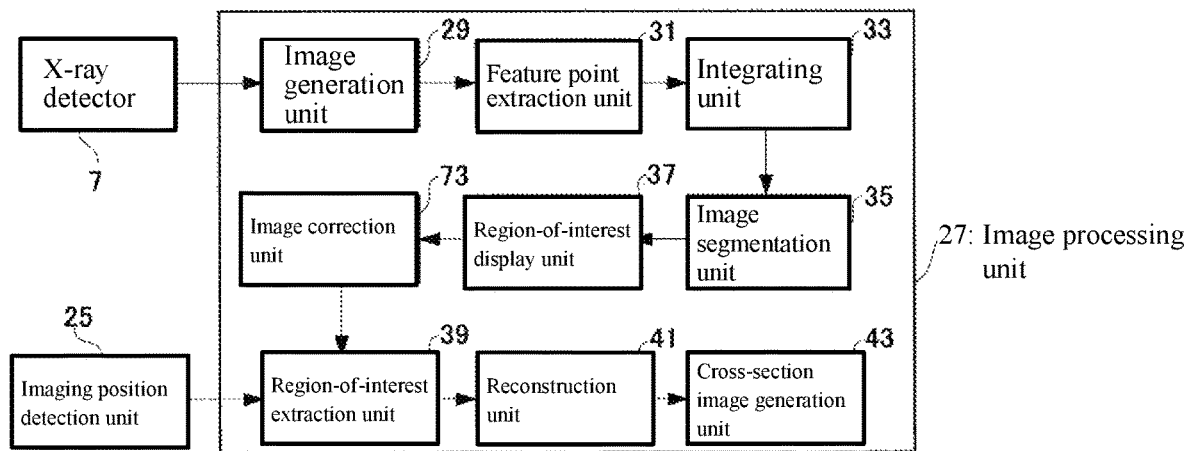 29
31
33
X-ray
detector
Image
generation
unit
Feature point
extraction unit
Integrating
unit
7
73
37
35
Image correction
unit
Region-of-interest
display unit
Image
segmentation
unit
27: Image processing
unit
25
39
41
43
Imaging position
detection unit
Region-of-interest
extraction unit
Reconstruction
unit
Cross-section
image generation
unit